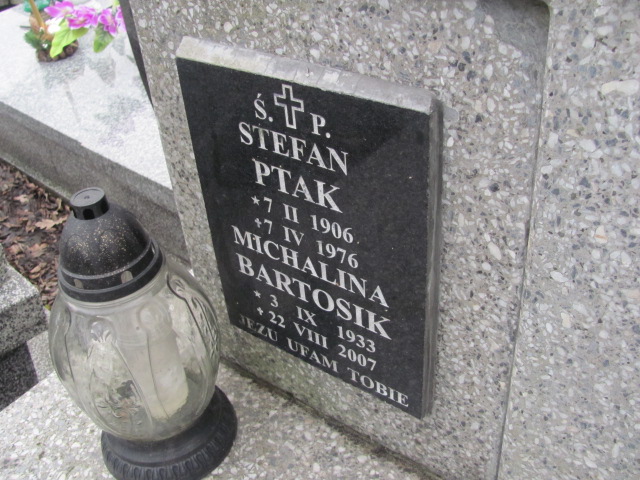 Ś. P.
STEFAN
PTAK
* 7 II 1906
+ 7 IV 1976
MICHALINA
BARTOSIK
* 3 IX 1933
+ 22 VIII 2007
JEZU UFAM TOBIE